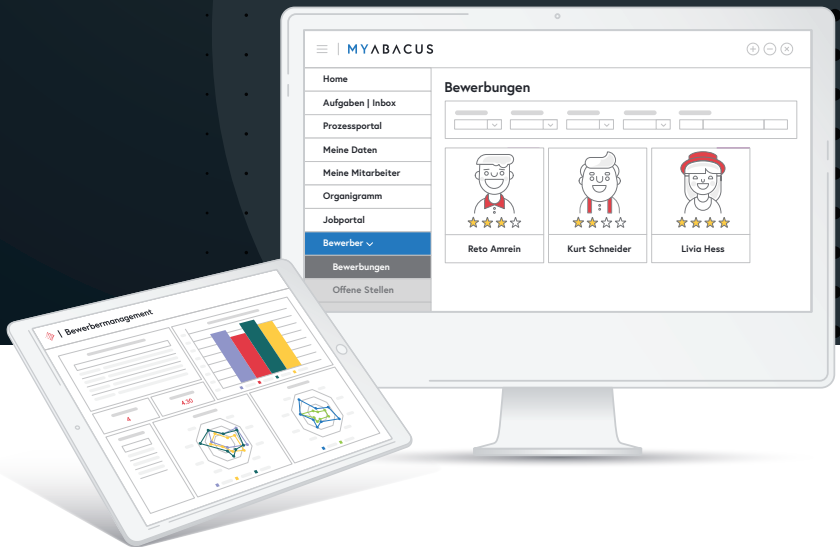 MYABACUS
Home
Aufgaben | Inbox
Prozessportal
Meine Daten
Meine Mitarbeiter
Organigramm
Jobportal
Bewerber
Bewerbungen
Offene Stellen
Bewerbungen
Reto Amrein
Kurt Schneider
Livia Hess
Bewerbermanagement
4
430